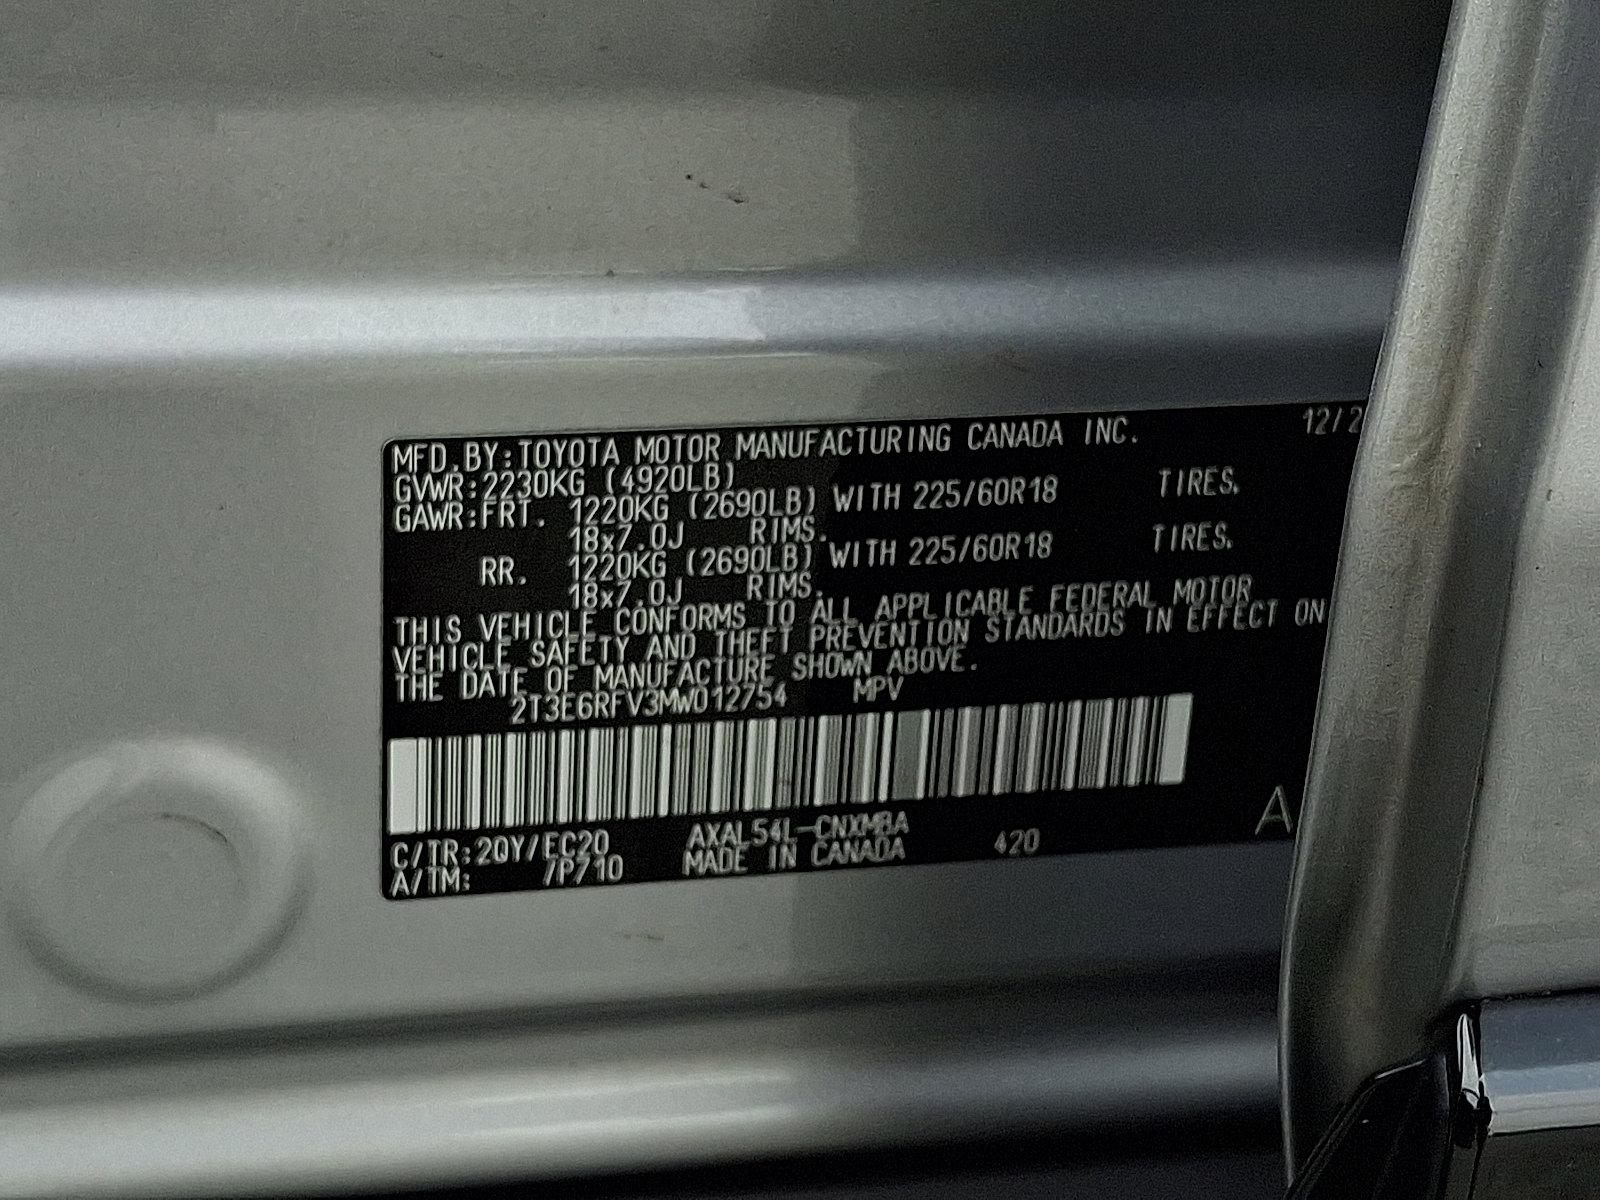 MFD.BY:TOYOTA MOTOR MANUFACTURING CANADA INC. 12/2
GVWR:2230KG (4920LB)
GAWR:FRT. 1220KG (2690LB) WITH 225/60R18 TIRES.
18x7.0J RIMS.
RR. 1220KG (2690LB) WITH 225/60R18 TIRES.
18x7.0J RIMS.
THIS VEHICLE CONFORMS TO ALL APPLICABLE FEDERAL MOTOR
VEHICLE SAFETY AND THEFT PREVENTION STANDARDS IN EFFECT ON
THE DATE OF MANUFACTURE SHOWN ABOVE.
2T3E6RFV3MW012754 MPV
C/TR:2QY/EC20 AXAL54L-CNXMBA
A/TM: /P710 MADE IN CANADA 420
A